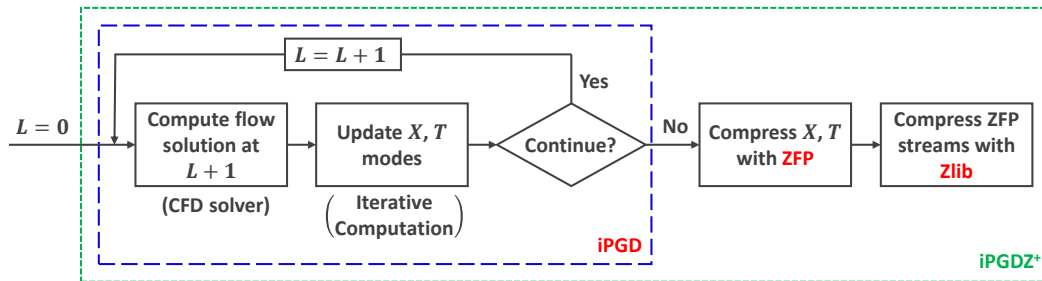 L = L + 1
Yes
L = 0
Compute flow
solution at
L + 1
(CFD solver)
Update X, T
modes
(Iterative
Computation)
Continue?
No
Compress X, T
with ZFP
Compress ZFP
streams with
Zlib
iPGD
iPGDZ⁺